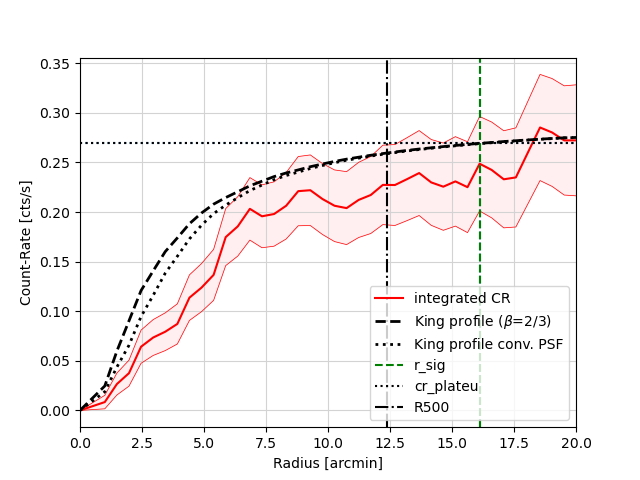 0.35
0.30
0.25
0.20
0.15
0.10
0.05
0.00
Count-Rate [cts/s]
integrated CR
King profile (β=2/3)
King profile conv. PSF
r_sig
cr_plateu
R500
0.0 2.5 5.0 7.5 10.0 12.5 15.0 17.5 20.0
Radius [arcmin]